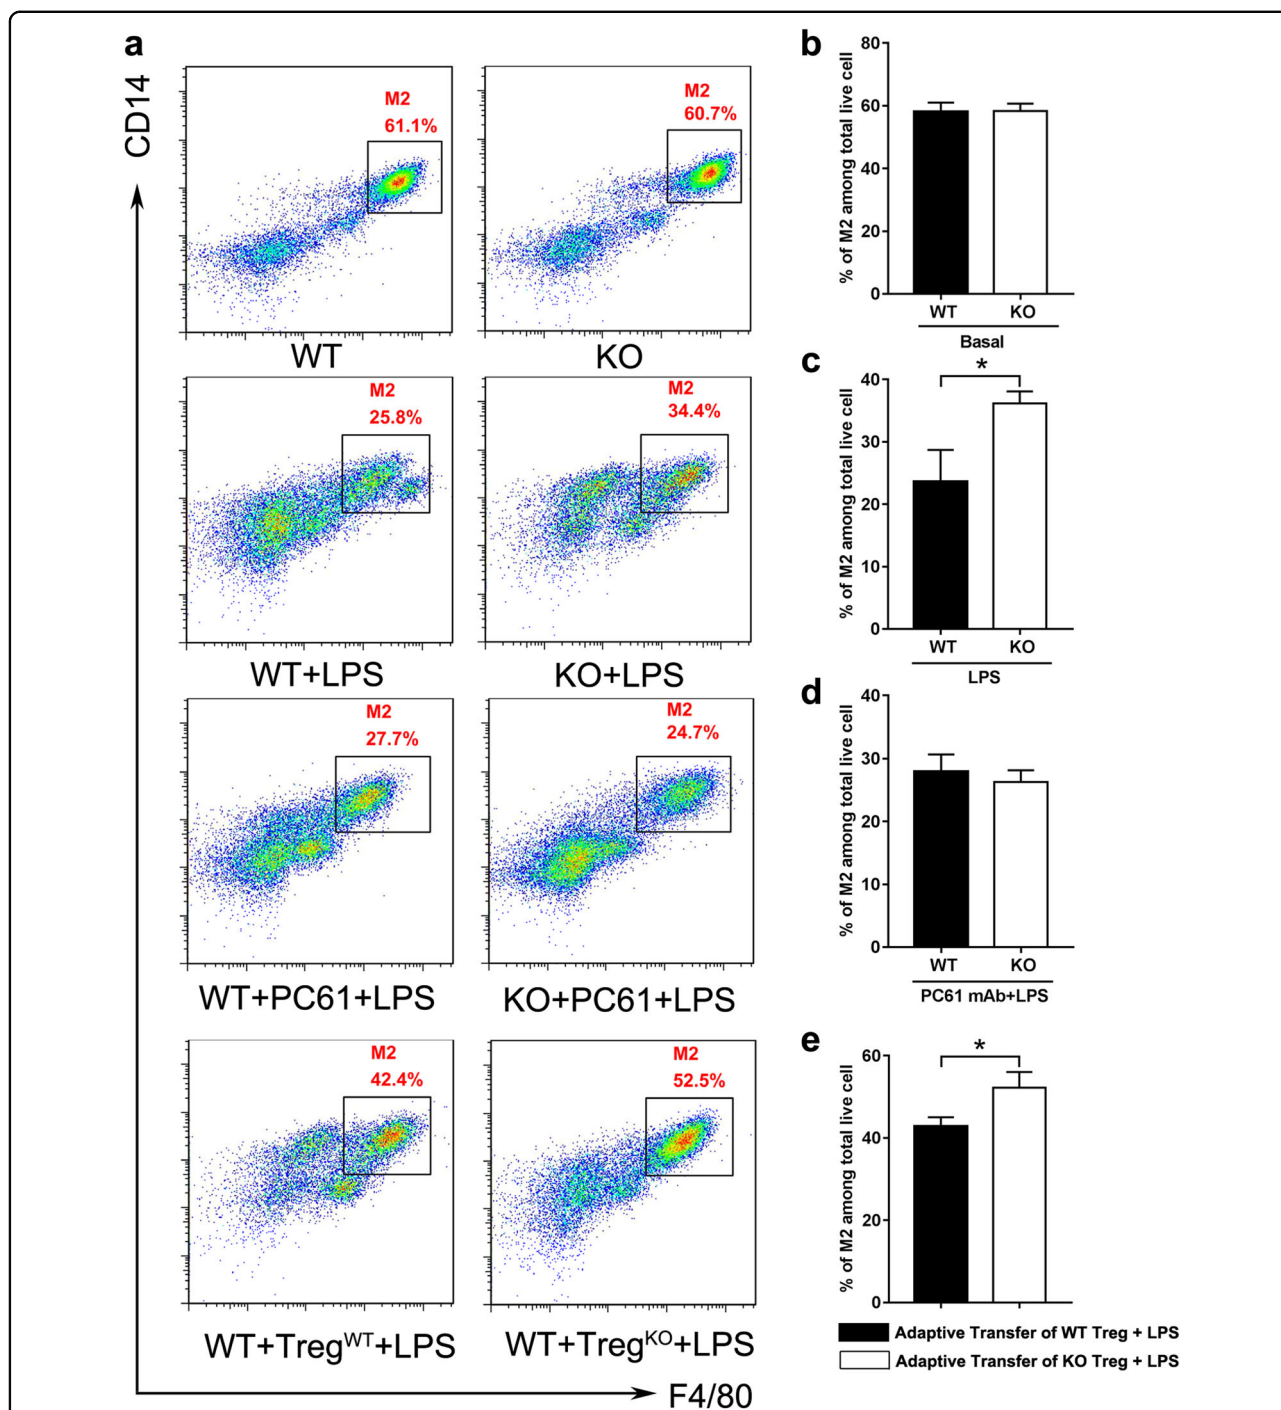 a
CD14
M2
61.1%
WT
M2
60.7%
KO
M2
25.8%
WT+LPS
M2
34.4%
KO+LPS
M2
27.7%
WT+PC61+LPS
M2
24.7%
KO+PC61+LPS
M2
42.4%
WT+Treg^WT+LPS
M2
52.5%
WT+Treg^KO+LPS
F4/80
b
% of M2 among total live cell
80
60
40
20
0
WT KO
Basal
c
% of M2 among total live cell
40
30
20
10
0
*
WT KO
LPS
d
% of M2 among total live cell
40
30
20
10
0
WT KO
PC61 mAb+LPS
e
% of M2 among total live cell
60
40
20
0
*
Adaptive Transfer of WT Treg + LPS
Adaptive Transfer of KO Treg + LPS